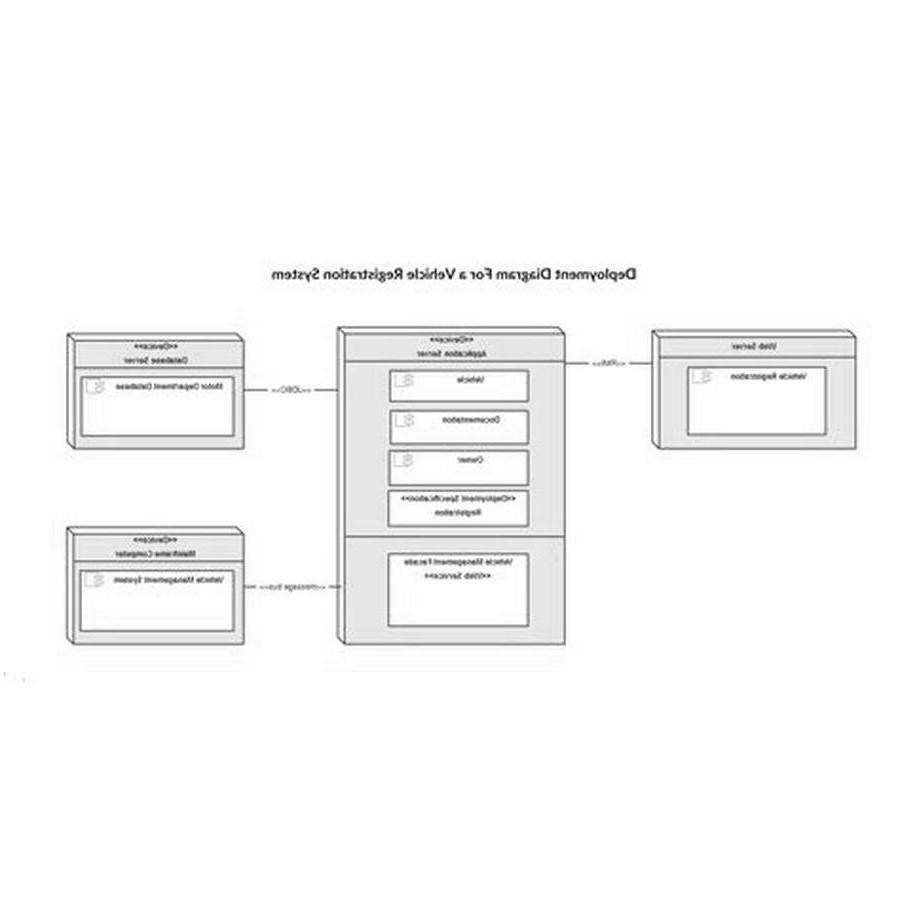 Deployment Diagram For a Vehicle Registration System
Web Server
Vehicle Registration
<<RMI>>
<<Device>>
Application Server
Vehicle
Documentation
Owner
<<Deployment Specification>>
Registration
Vehicle Management Facade
<<Web Service>>
<<JDBC>>
<<Device>>
Database Server
Motor Department Database
<<message bus>>
<<Device>>
Mainframe Computer
Vehicle Management System